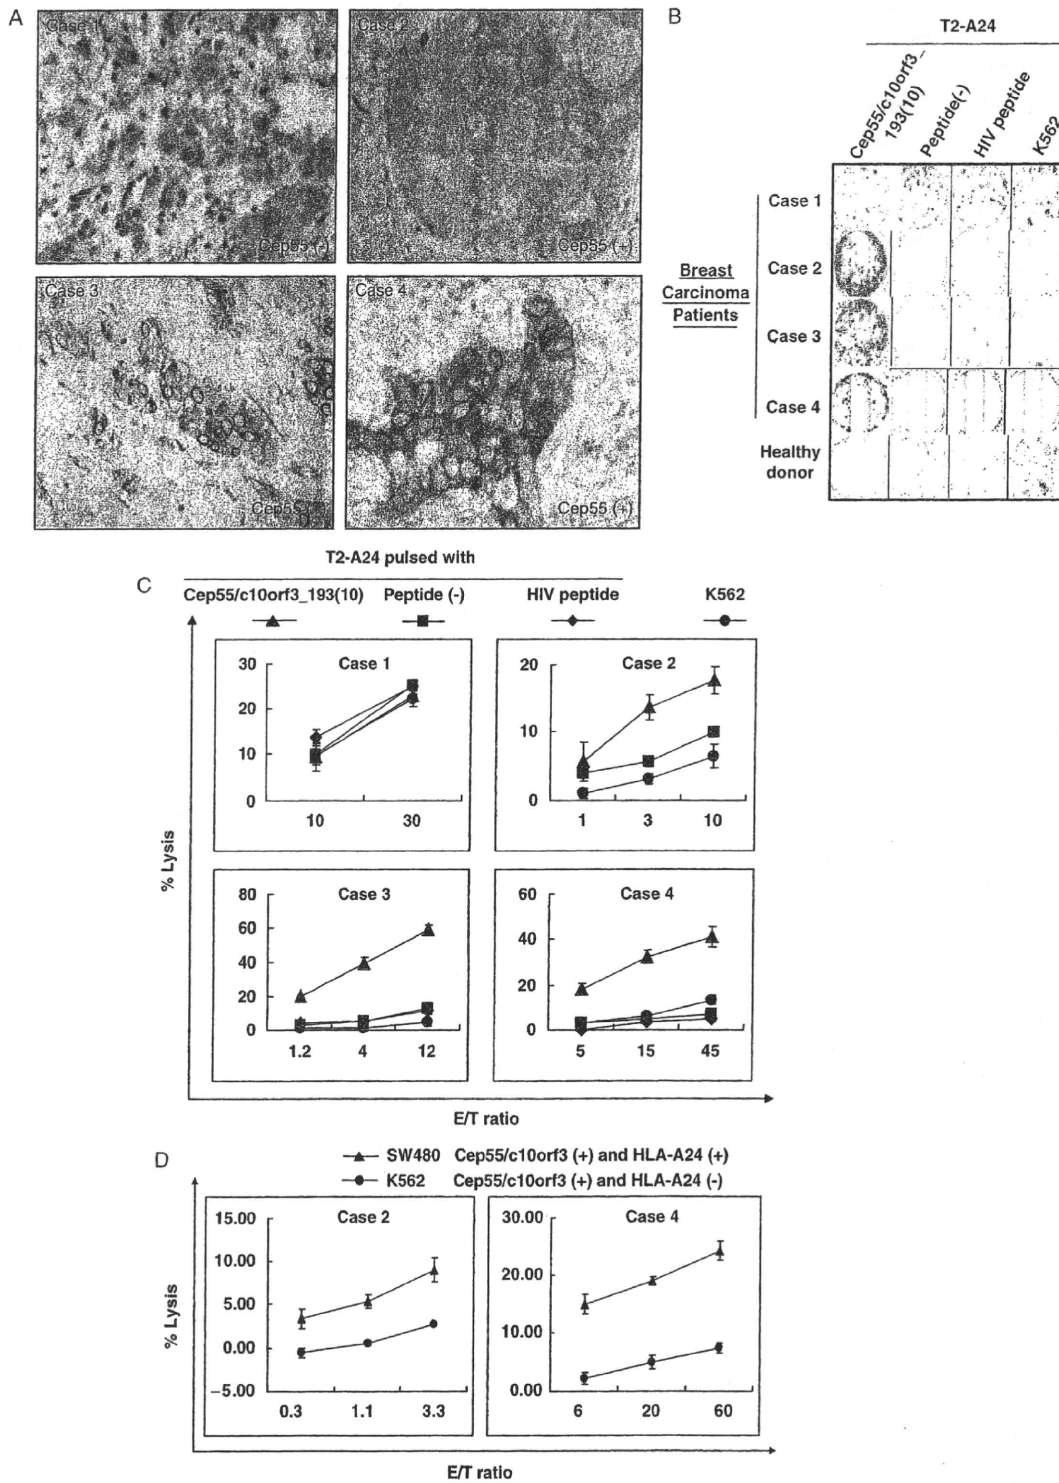 A
Case 1
Cep55 (-)
Case 2
Cep55 (+)
Case 3
Cep55
Case 4
Cep55 (+)
B
T2-A24
Cep55/c10orf3_
193(10)
Peptide(-)
HIV peptide
K562
Breast
Carcinoma
Patients
Case 1
Case 2
Case 3
Case 4
Healthy
donor
C
T2-A24 pulsed with
Cep55/c10orf3_193(10) Peptide (-) HIV peptide K562
% Lysis
Case 1
30
20
10
0
10 30
Case 2
20
10
0
1 3 10
Case 3
80
60
40
20
0
1.2 4 12
Case 4
60
40
20
0
5 15 45
E/T ratio
D
SW480 Cep55/c10orf3 (+) and HLA-A24 (+)
K562 Cep55/c10orf3 (+) and HLA-A24 (-)
% Lysis
Case 2
15.00
10.00
5.00
0.00
−5.00
0.3 1.1 3.3
Case 4
30.00
20.00
10.00
0.00
6 20 60
E/T ratio